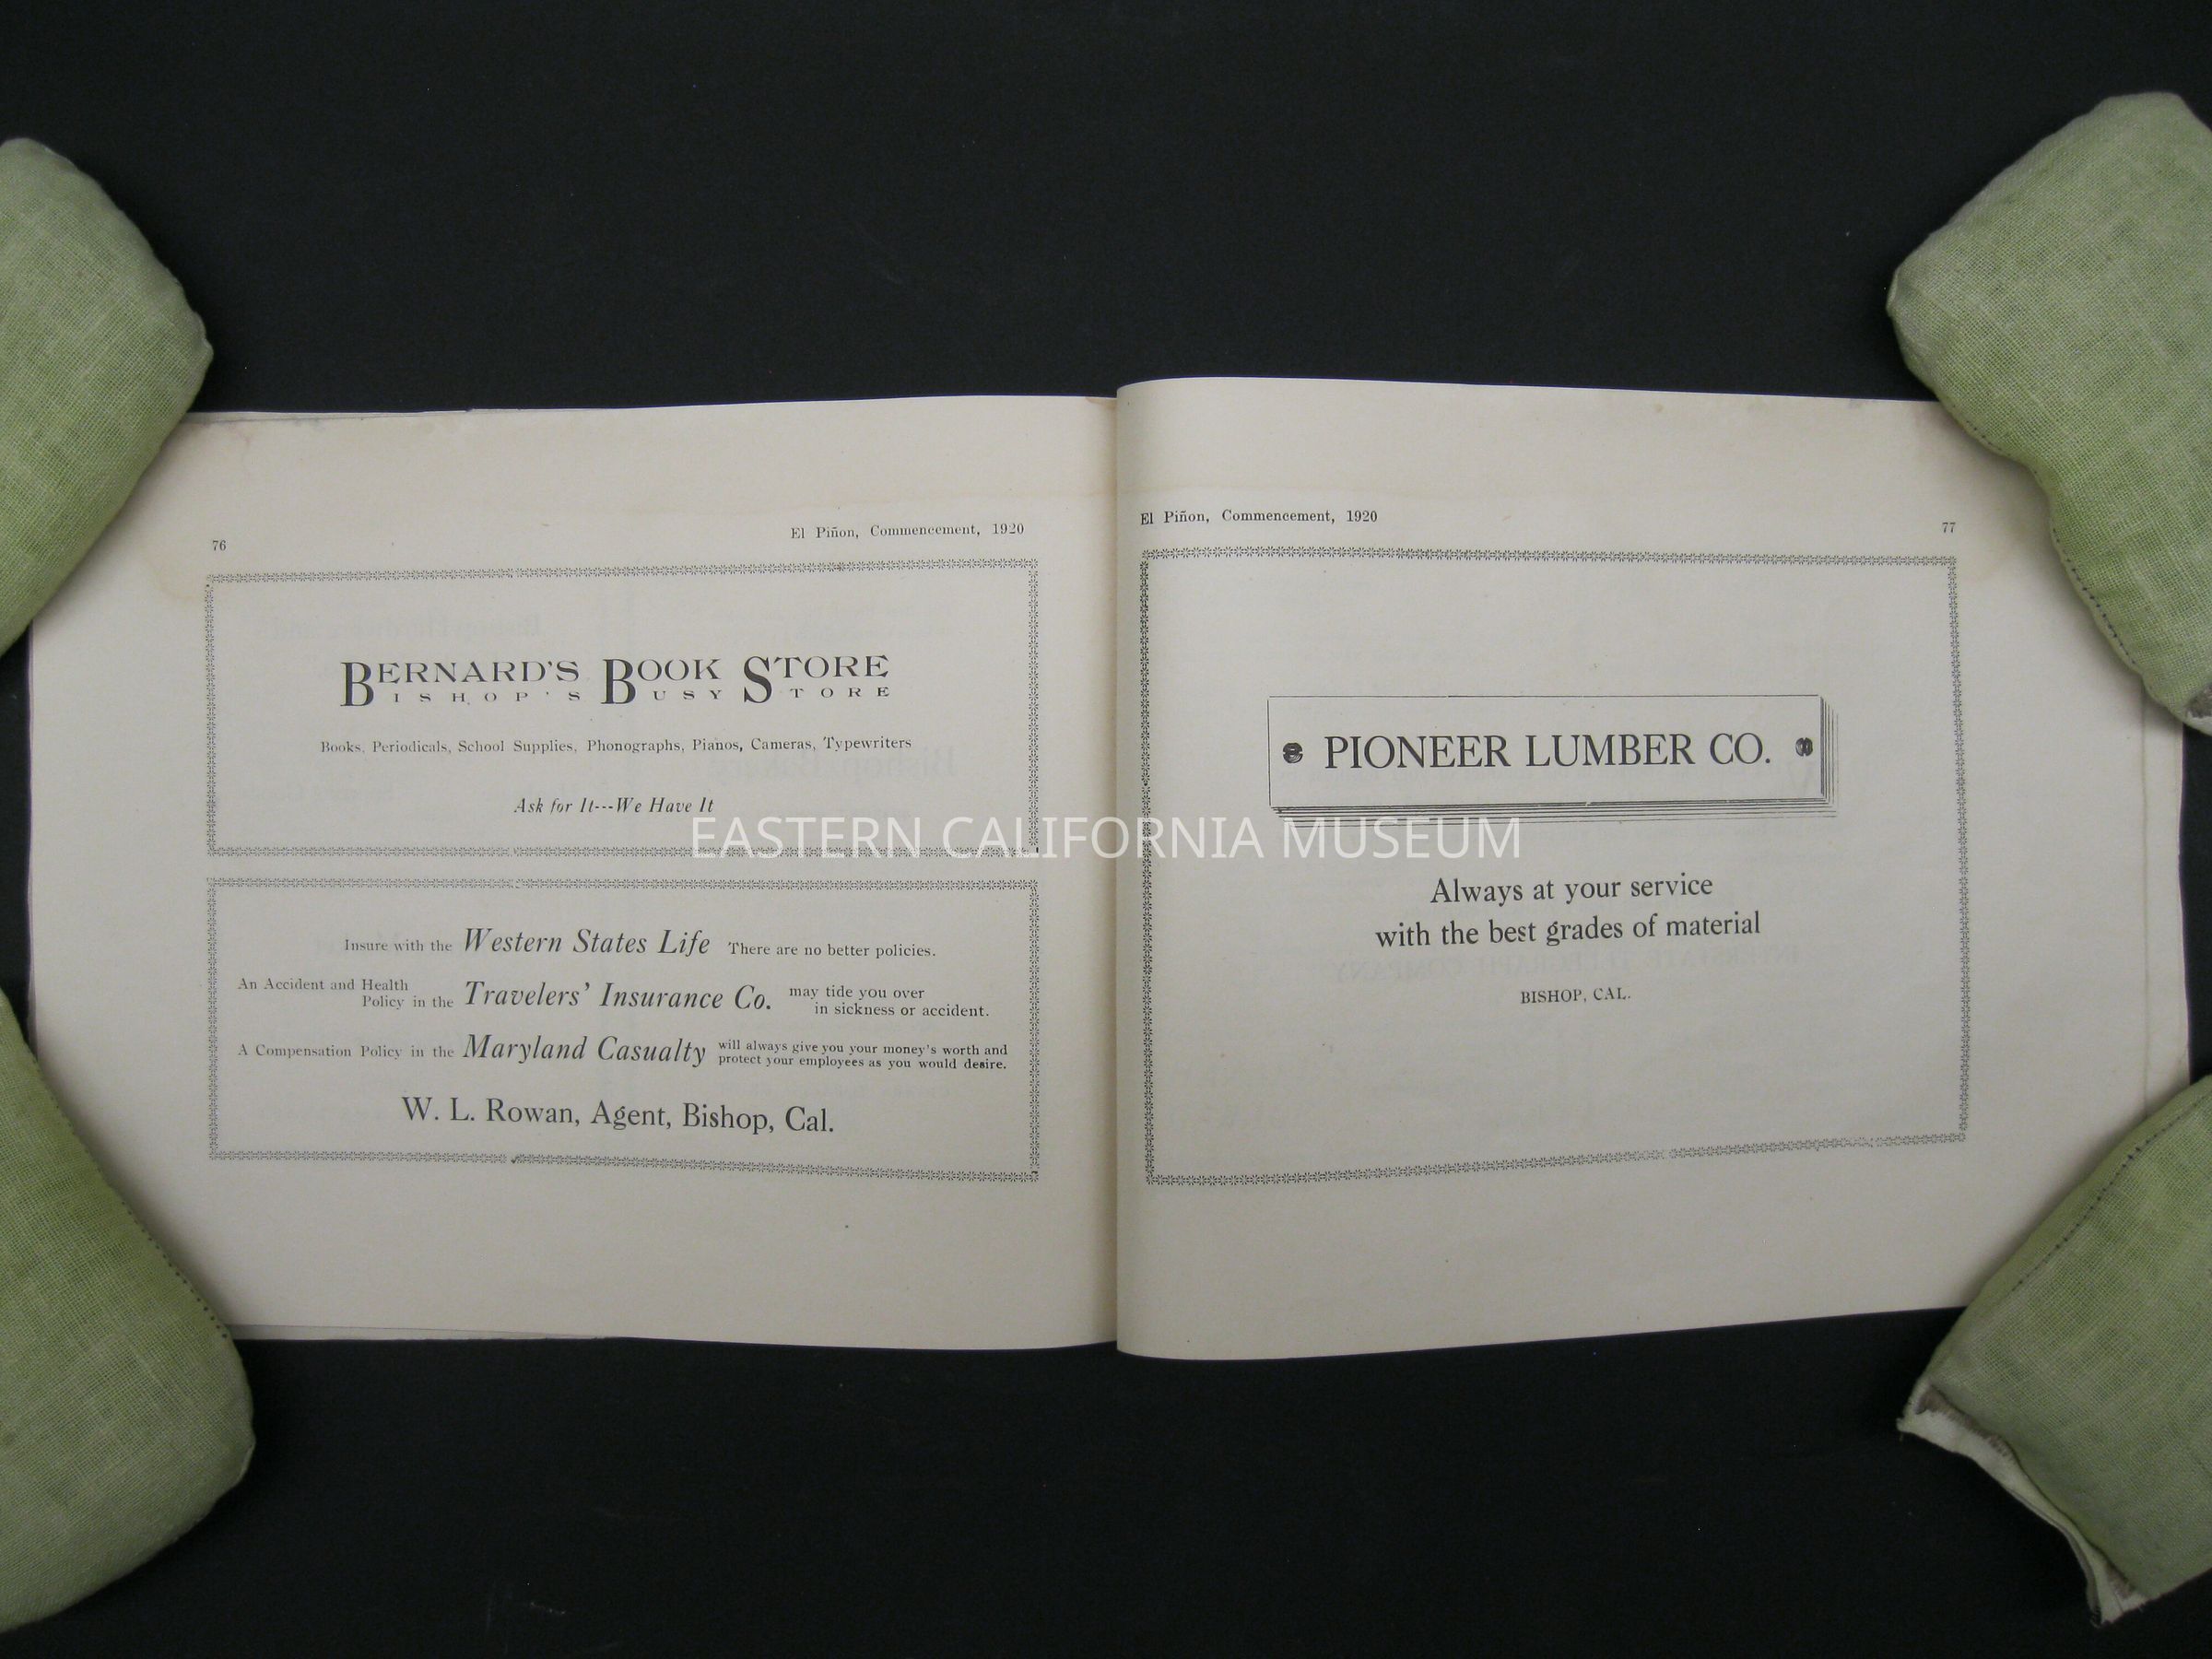 76
El Piñon, Commencement, 1920
BERNARD'S BOOK STORE
BISHOP'S BUSY STORE
Books, Periodicals, School Supplies, Phonographs, Pianos, Cameras, Typewriters
Ask for It---We Have It
Insure with the Western States Life There are no better policies.
An Accident and Health
Policy in the Travelers' Insurance Co. may tide you over
in sickness or accident.
A Compensation Policy in the Maryland Casualty will always give you your money's worth and
protect your employees as you would desire.
W. L. Rowan, Agent, Bishop, Cal.
El Piñon, Commencement, 1920
77
PIONEER LUMBER CO.
Always at your service
with the best grades of material
BISHOP, CAL.
EASTERN CALIFORNIA MUSEUM